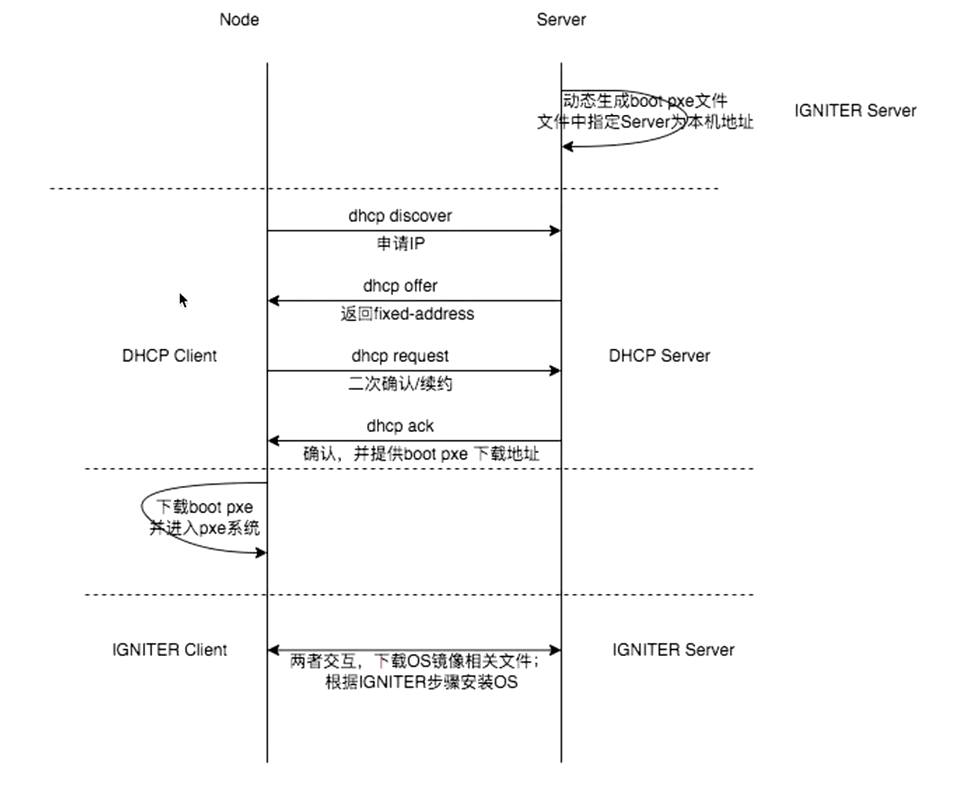 Node
Server
动态生成boot pxe文件
文件中指定Server为本机地址
IGNITER Server
dhcp discover
申请IP
dhcp offer
返回fixed-address
DHCP Client
dhcp request
DHCP Server
二次确认/续约
dhcp ack
确认，并提供boot pxe 下载地址
下载boot pxe
并进入pxe系统
IGNITER Client
IGNITER Server
两者交互，下载OS镜像相关文件；
根据IGNITER步骤安装OS